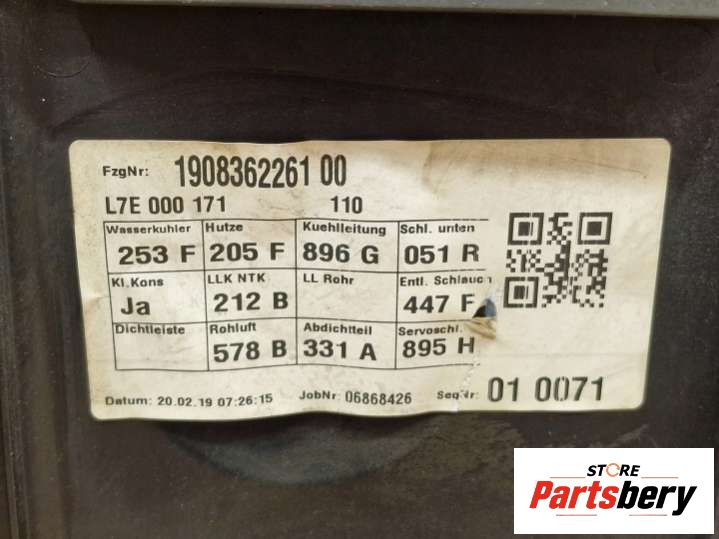 FzgNr: 1908362261 00
L7E 000 171 110
Wasserkuhler Hutze Kuehlleitung Schl. unten
253 F 205 F 896 G 051 R
Kl.Kons LLK NTK LL Rohr Entl. Schlauch
Ja 212 B 447 F
Dichtleiste Rohluft Abdichtteil Servoschl.
578 B 331 A 895 H
Datum: 20.02.19 07:26:15 JobNr: 06868426 SeqNr: 01 0071
STORE
Partsbery